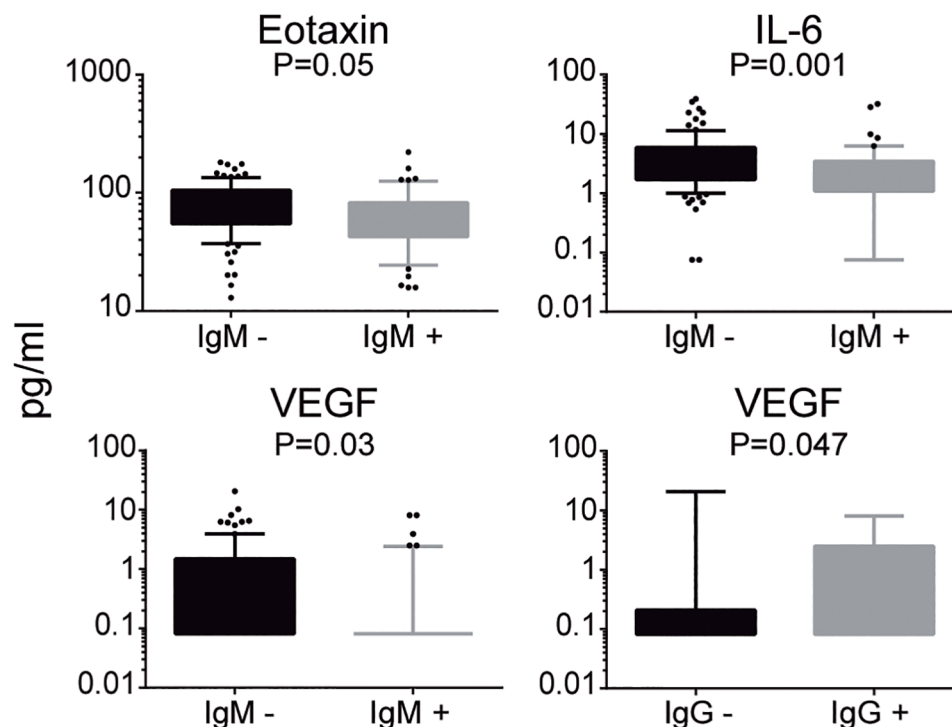 Eotaxin
P=0.05
1000
100
10
IgM -
IgM +
IL-6
P=0.001
100
10
1
0.1
0.01
IgM -
IgM +
pg/ml
VEGF
P=0.03
100
10
1
0.1
0.01
IgM -
IgM +
VEGF
P=0.047
100
10
1
0.1
0.01
IgG -
IgG +